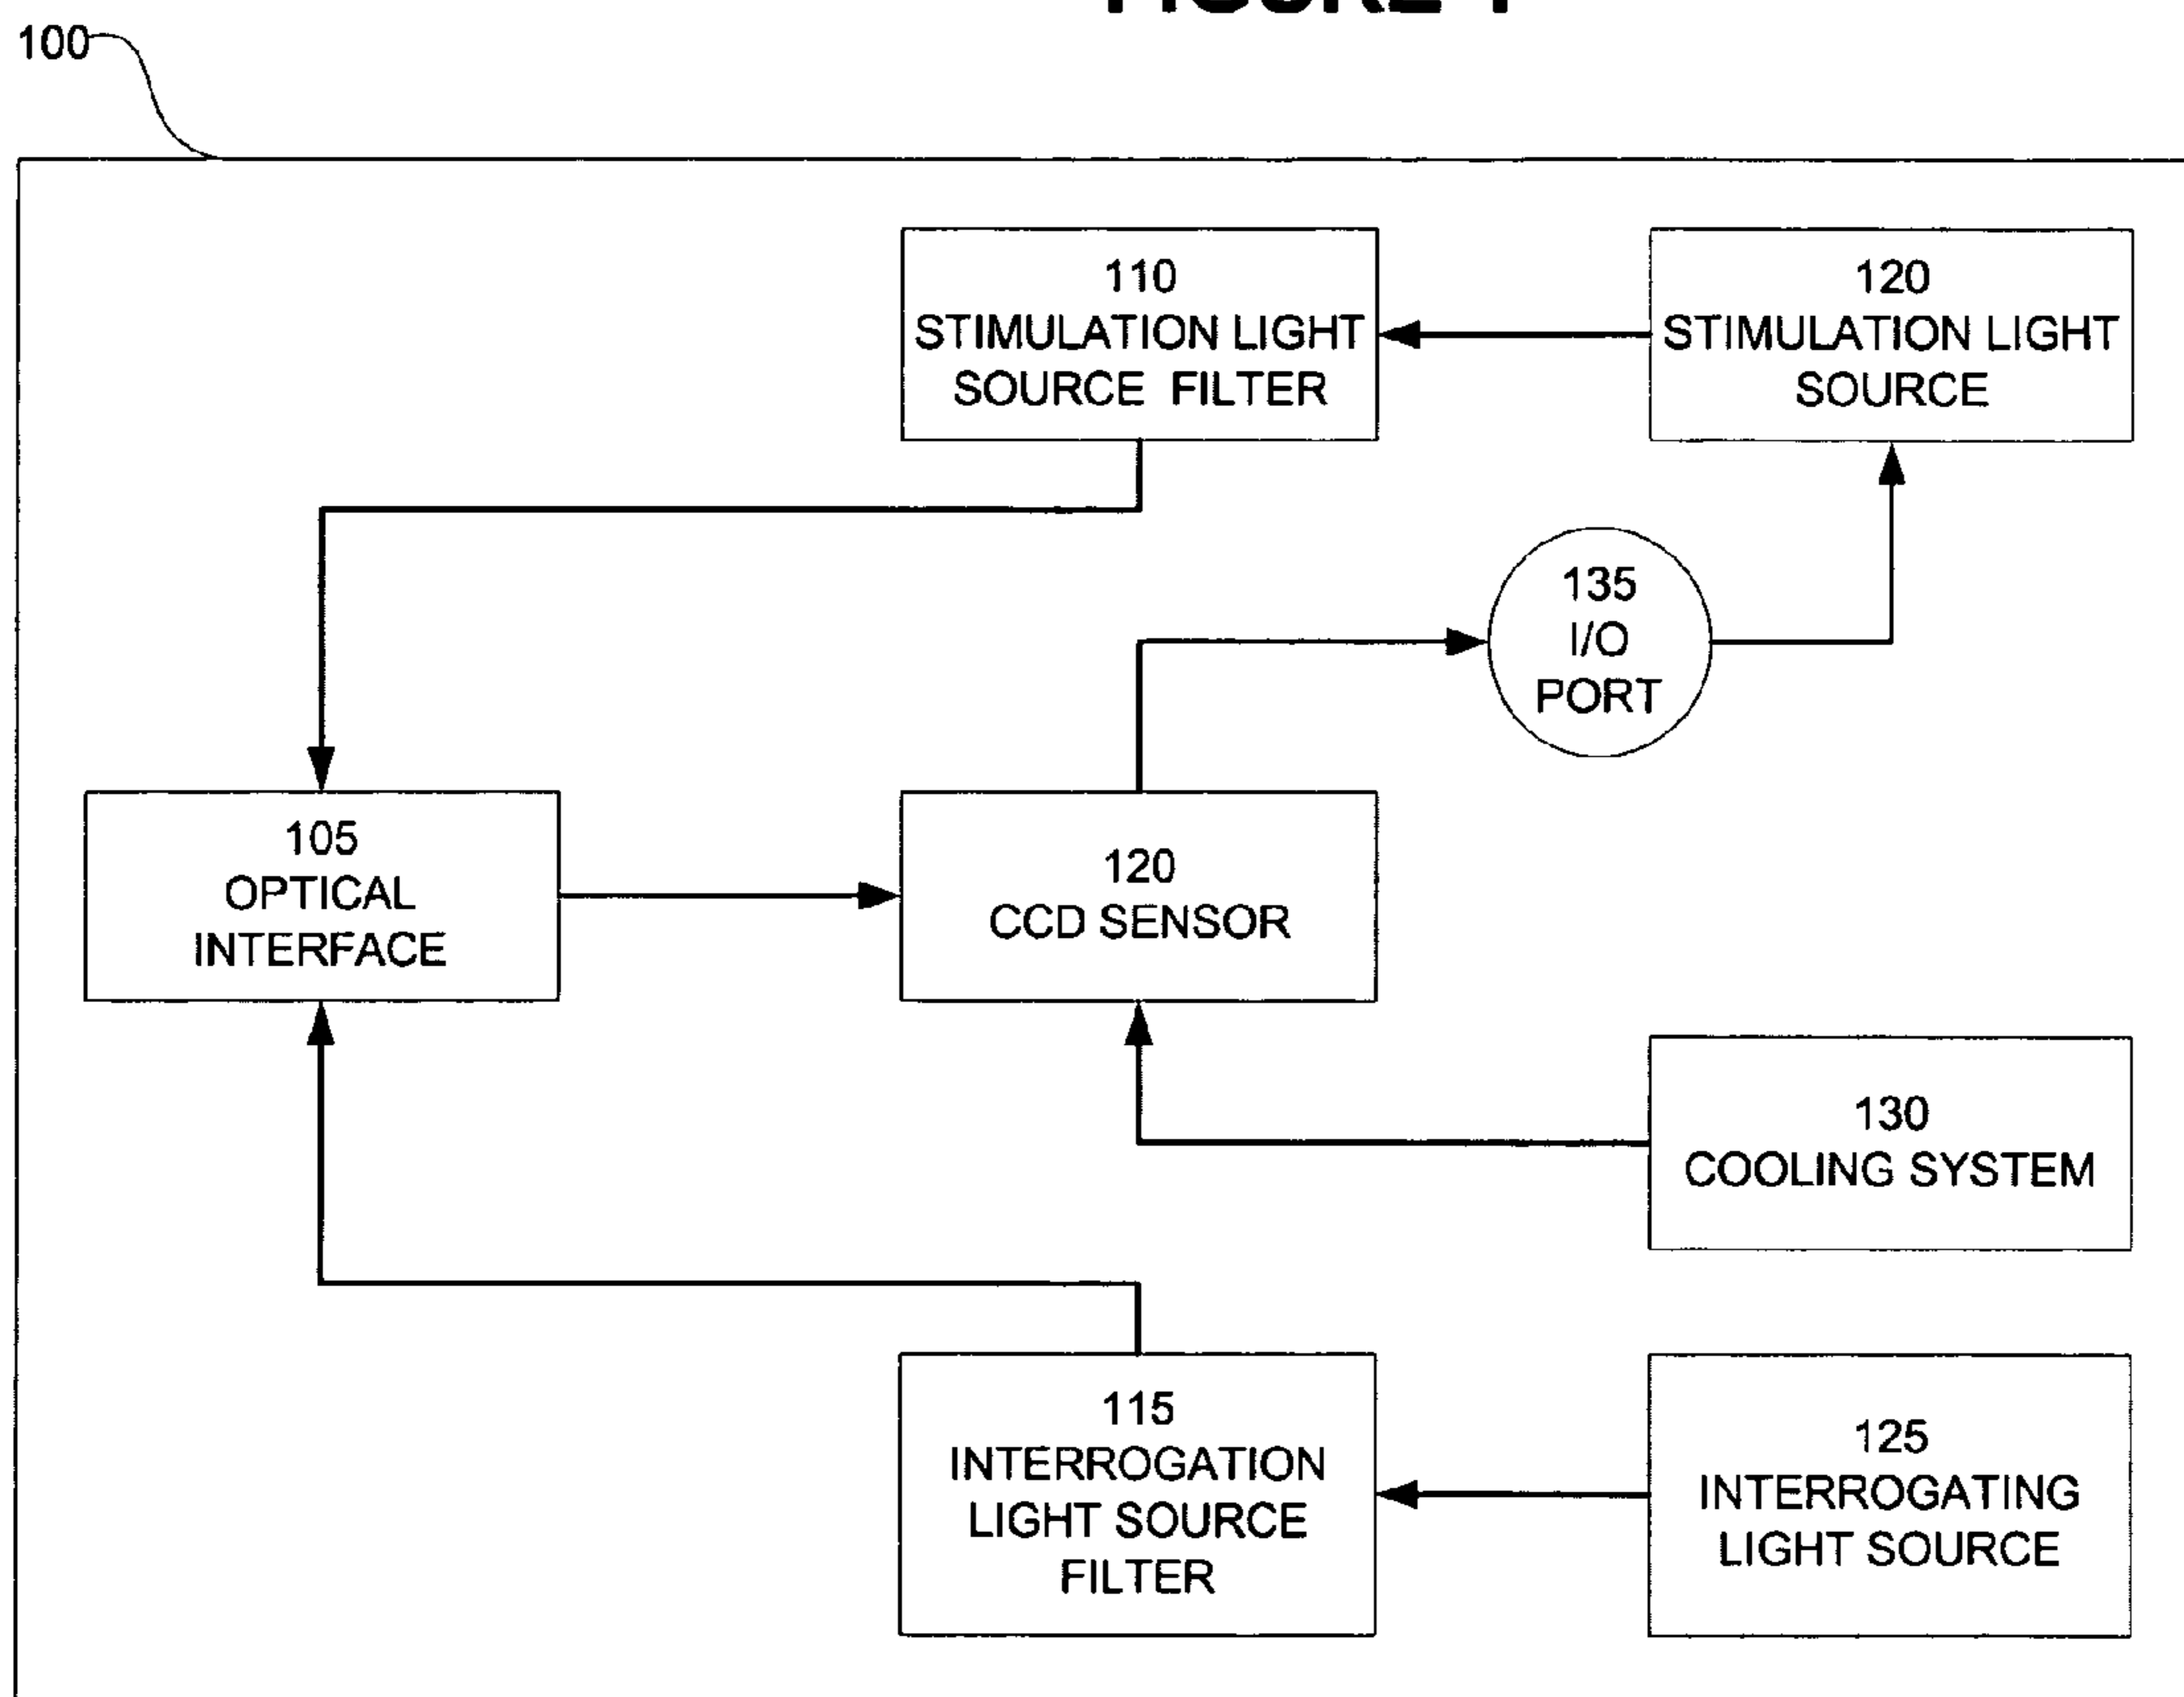 100
110
STIMULATION LIGHT
SOURCE FILTER
120
STIMULATION LIGHT
SOURCE
135
I/O
PORT
105
OPTICAL
INTERFACE
120
CCD SENSOR
130
COOLING SYSTEM
115
INTERROGATION
LIGHT SOURCE
FILTER
125
INTERROGATING
LIGHT SOURCE